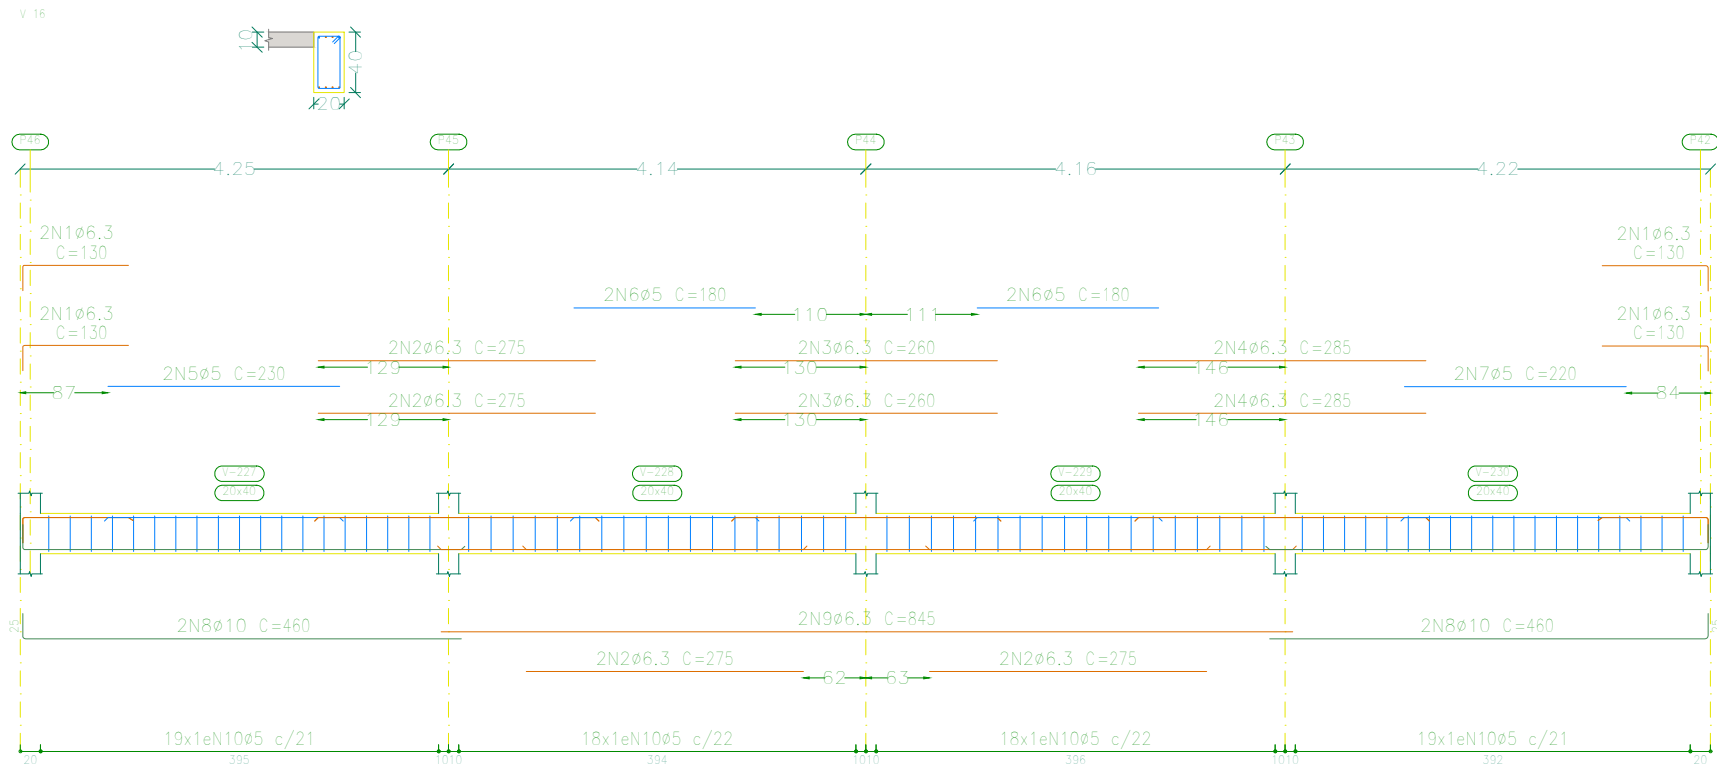 V 16
10
40
20
P46
P45
P44
P43
P42
4.25
4.14
4.16
4.22
2N1ø6.3
C=130
2N1ø6.3
C=130
2N6ø5 C=180
2N6ø5 C=180
110
111
2N1ø6.3
C=130
2N1ø6.3
C=130
2N2ø6.3 C=275
2N3ø6.3 C=260
2N4ø6.3 C=285
129
130
146
2N5ø5 C=230
2N7ø5 C=220
87
84
2N2ø6.3 C=275
2N3ø6.3 C=260
2N4ø6.3 C=285
129
130
146
V-227
V-228
V-229
V-230
20x40
20x40
20x40
20x40
25
2N8ø10 C=460
2N9ø6.3 C=845
2N8ø10 C=460
2N2ø6.3 C=275
2N2ø6.3 C=275
62
63
19x1eN10ø5 c/21
18x1eN10ø5 c/22
18x1eN10ø5 c/22
19x1eN10ø5 c/21
20
395
1010
394
1010
396
1010
392
20